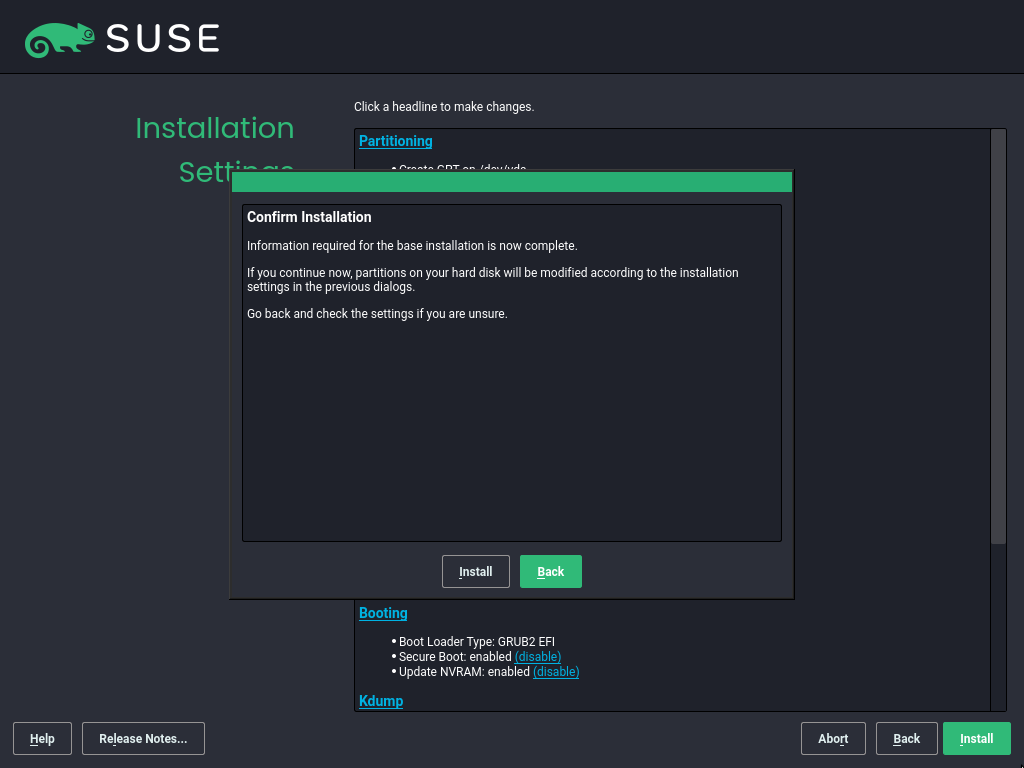 SUSE
Installation
Settings
Click a headline to make changes.
Partitioning
• Create GPT on /dev/vda
Confirm Installation
Information required for the base installation is now complete.
If you continue now, partitions on your hard disk will be modified according to the installation
settings in the previous dialogs.
Go back and check the settings if you are unsure.
Install
Back
Booting
• Boot Loader Type: GRUB2 EFI
• Secure Boot: enabled (disable)
• Update NVRAM: enabled (disable)
Kdump
Help
Release Notes...
Abort
Back
Install